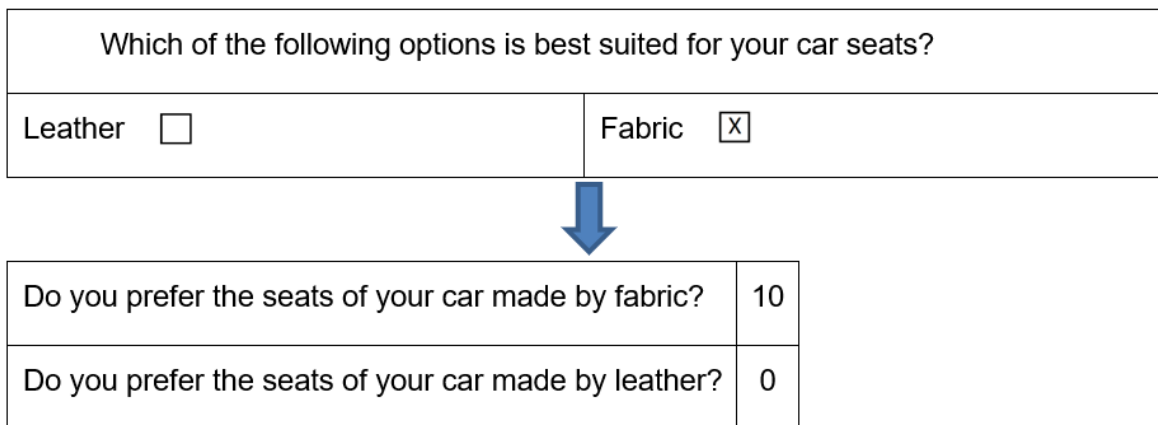 Which of the following options is best suited for your car seats?
Leather
Fabric X
Do you prefer the seats of your car made by fabric? 10
Do you prefer the seats of your car made by leather? 0